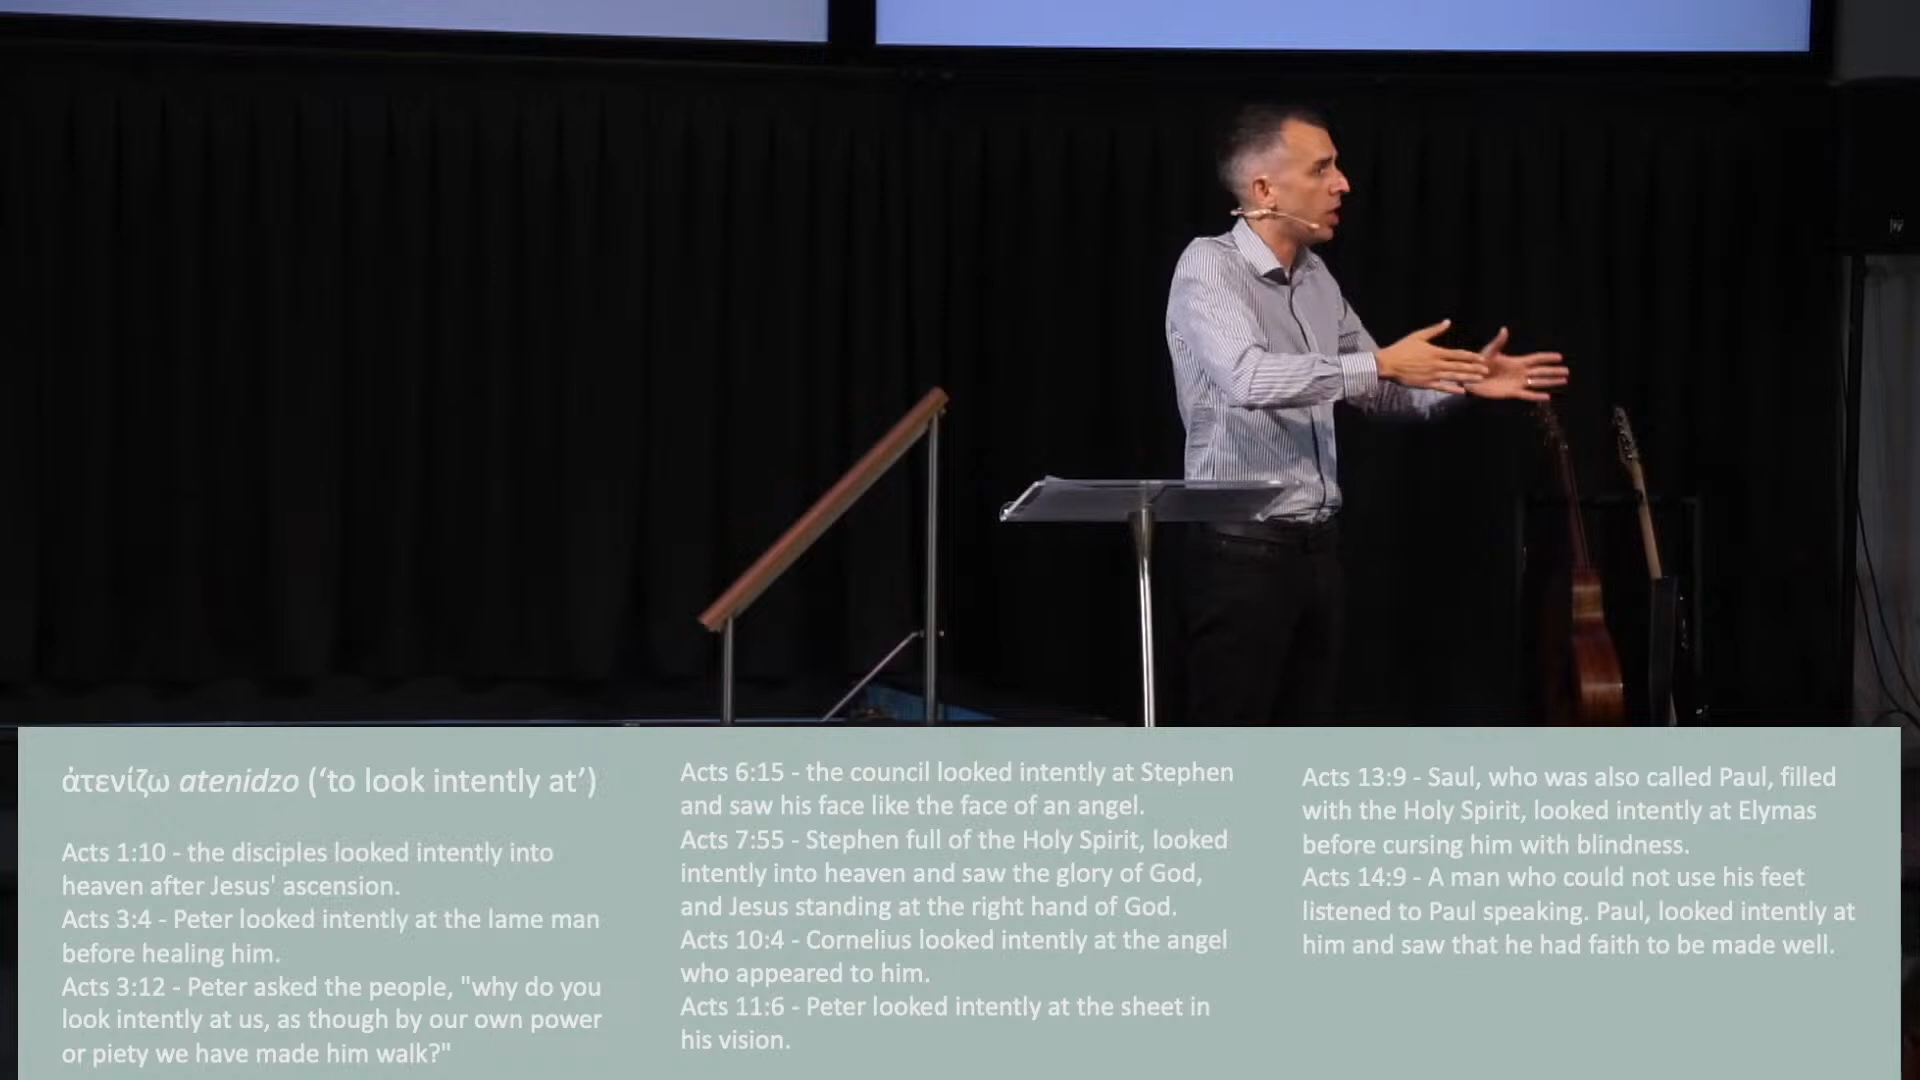 ἀτενίζω atenidzo (‘to look intently at’)
Acts 1:10 - the disciples looked intently into
heaven after Jesus' ascension.
Acts 3:4 - Peter looked intently at the lame man
before healing him.
Acts 3:12 - Peter asked the people, "why do you
look intently at us, as though by our own power
or piety we have made him walk?"
Acts 6:15 - the council looked intently at Stephen
and saw his face like the face of an angel.
Acts 7:55 - Stephen full of the Holy Spirit, looked
intently into heaven and saw the glory of God,
and Jesus standing at the right hand of God.
Acts 10:4 - Cornelius looked intently at the angel
who appeared to him.
Acts 11:6 - Peter looked intently at the sheet in
his vision.
Acts 13:9 - Saul, who was also called Paul, filled
with the Holy Spirit, looked intently at Elymas
before cursing him with blindness.
Acts 14:9 - A man who could not use his feet
listened to Paul speaking. Paul, looked intently at
him and saw that he had faith to be made well.